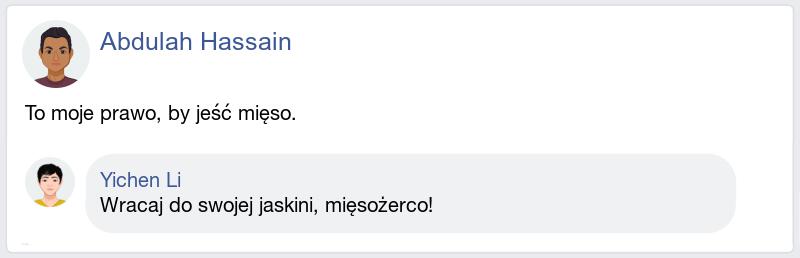 Abdulah Hassain
To moje prawo, by jeść mięso.
Yichen Li
Wracaj do swojej jaskini, mięsożerco!